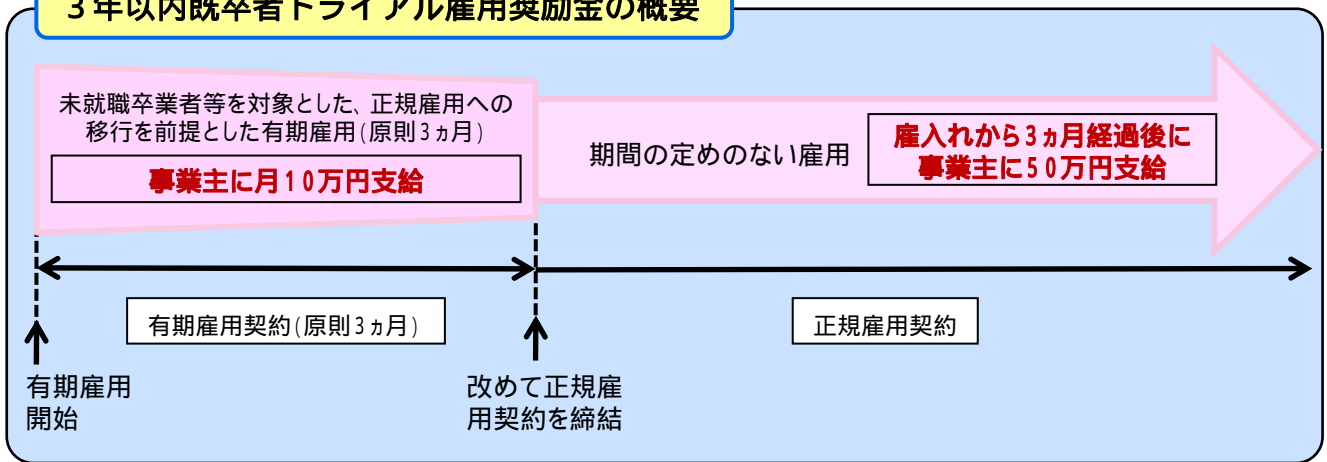 3年以内既卒者トライアル雇用奨励金の概要
未就職卒業者等を対象とした、正規雇用への
移行を前提とした有期雇用(原則3ヵ月)
事業主に月10万円支給
期間の定めのない雇用
雇入れから3ヵ月経過後に
事業主に50万円支給
有期雇用契約(原則3ヵ月)
正規雇用契約
有期雇用
開始
改めて正規雇
用契約を締結